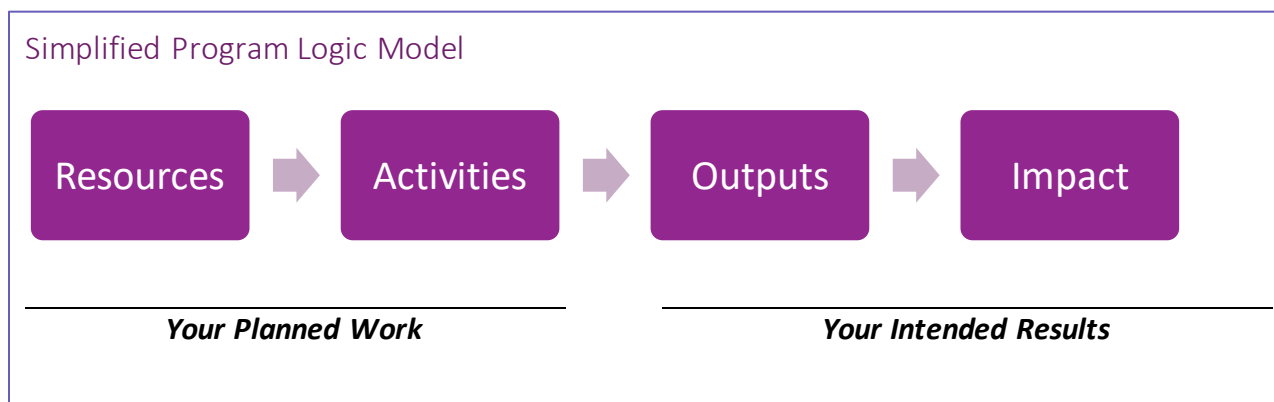 Simplified Program Logic Model
Resources
Activities
Outputs
Impact
Your Planned Work
Your Intended Results